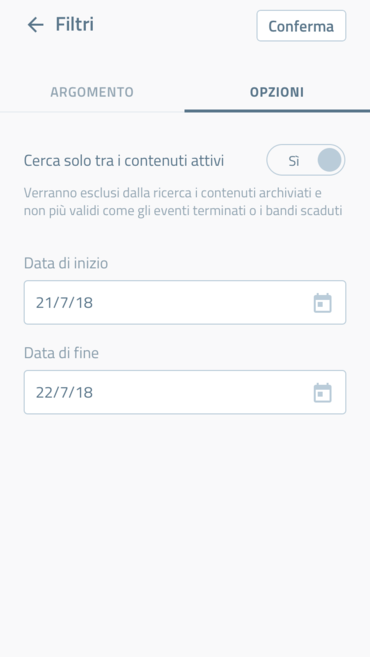 Filtri
Conferma
ARGOMENTO
OPZIONI
Cerca solo tra i contenuti attivi
Sì
Verranno esclusi dalla ricerca i contenuti archiviati e
non più validi come gli eventi terminati o i bandi scaduti
Data di inizio
21/7/18
Data di fine
22/7/18